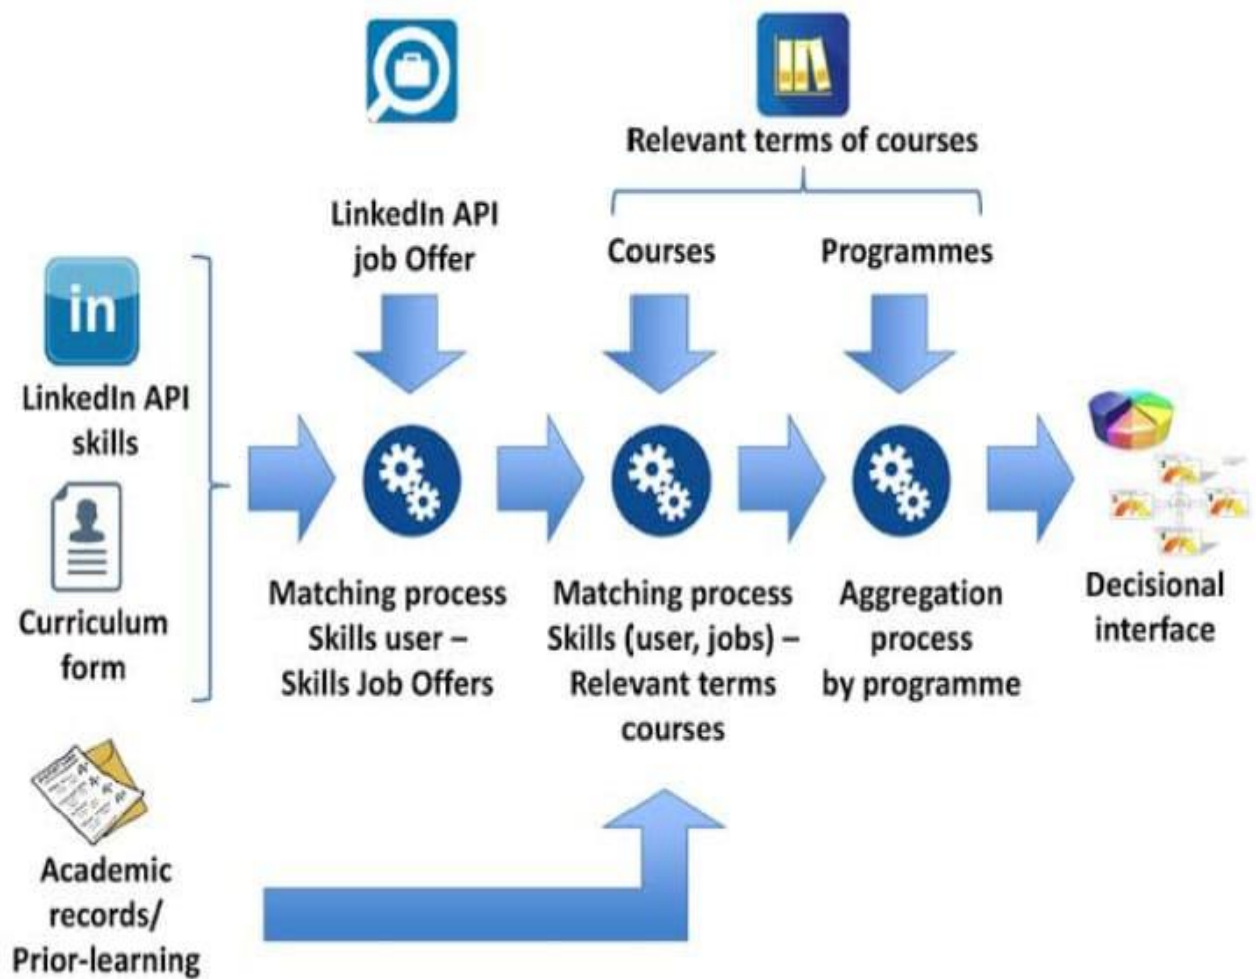 Relevant terms of courses
LinkedIn API
job Offer
Courses
Programmes
in
LinkedIn API
skills
Curriculum
form
Matching process
Skills user –
Skills Job Offers
Matching process
Skills (user, jobs) –
Relevant terms
courses
Aggregation
process
by programme
Decisional
interface
Academic
records/
Prior-learning